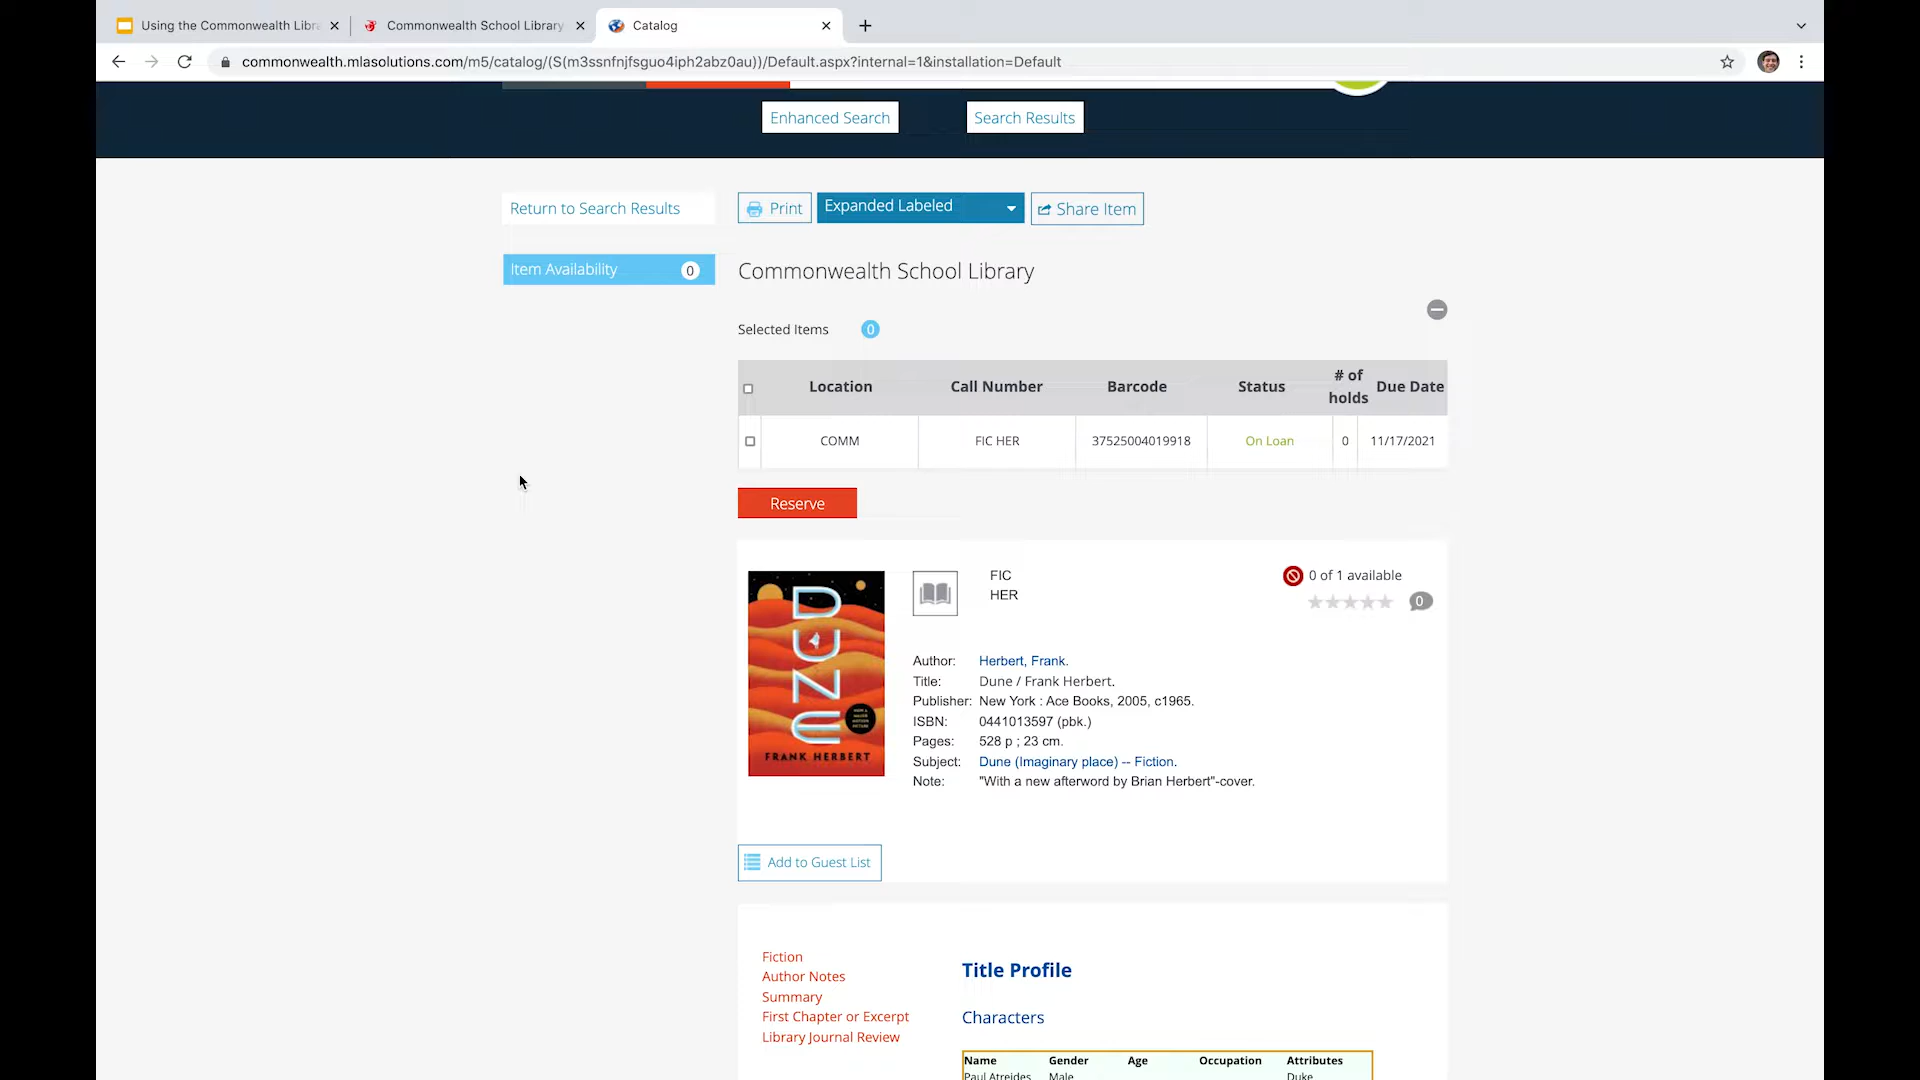 Using the Commonwealth Libra
Commonwealth School Library
Catalog
commonwealth.mlasolutions.com/m5/catalog/(S(m3ssnfnjfsguo4iph2abz0au))/Default.aspx?internal=1&installation=Default
Enhanced Search
Search Results
Return to Search Results
Print
Expanded Labeled
Share Item
Item Availability 0
Commonwealth School Library
Selected Items 0
Location Call Number Barcode Status # of holds Due Date
COMM FIC HER 37525004019918 On Loan 0 11/17/2021
Reserve
DUNE
FRANK HERBERT
FIC
HER
0 of 1 available
0
Author: Herbert, Frank.
Title: Dune / Frank Herbert.
Publisher: New York : Ace Books, 2005, c1965.
ISBN: 0441013597 (pbk.)
Pages: 528 p ; 23 cm.
Subject: Dune (Imaginary place) -- Fiction.
Note: "With a new afterword by Brian Herbert"-cover.
Add to Guest List
Fiction
Author Notes
Summary
First Chapter or Excerpt
Library Journal Review
Title Profile
Characters
Name Gender Age Occupation Attributes
Paul Atreides Male Duke